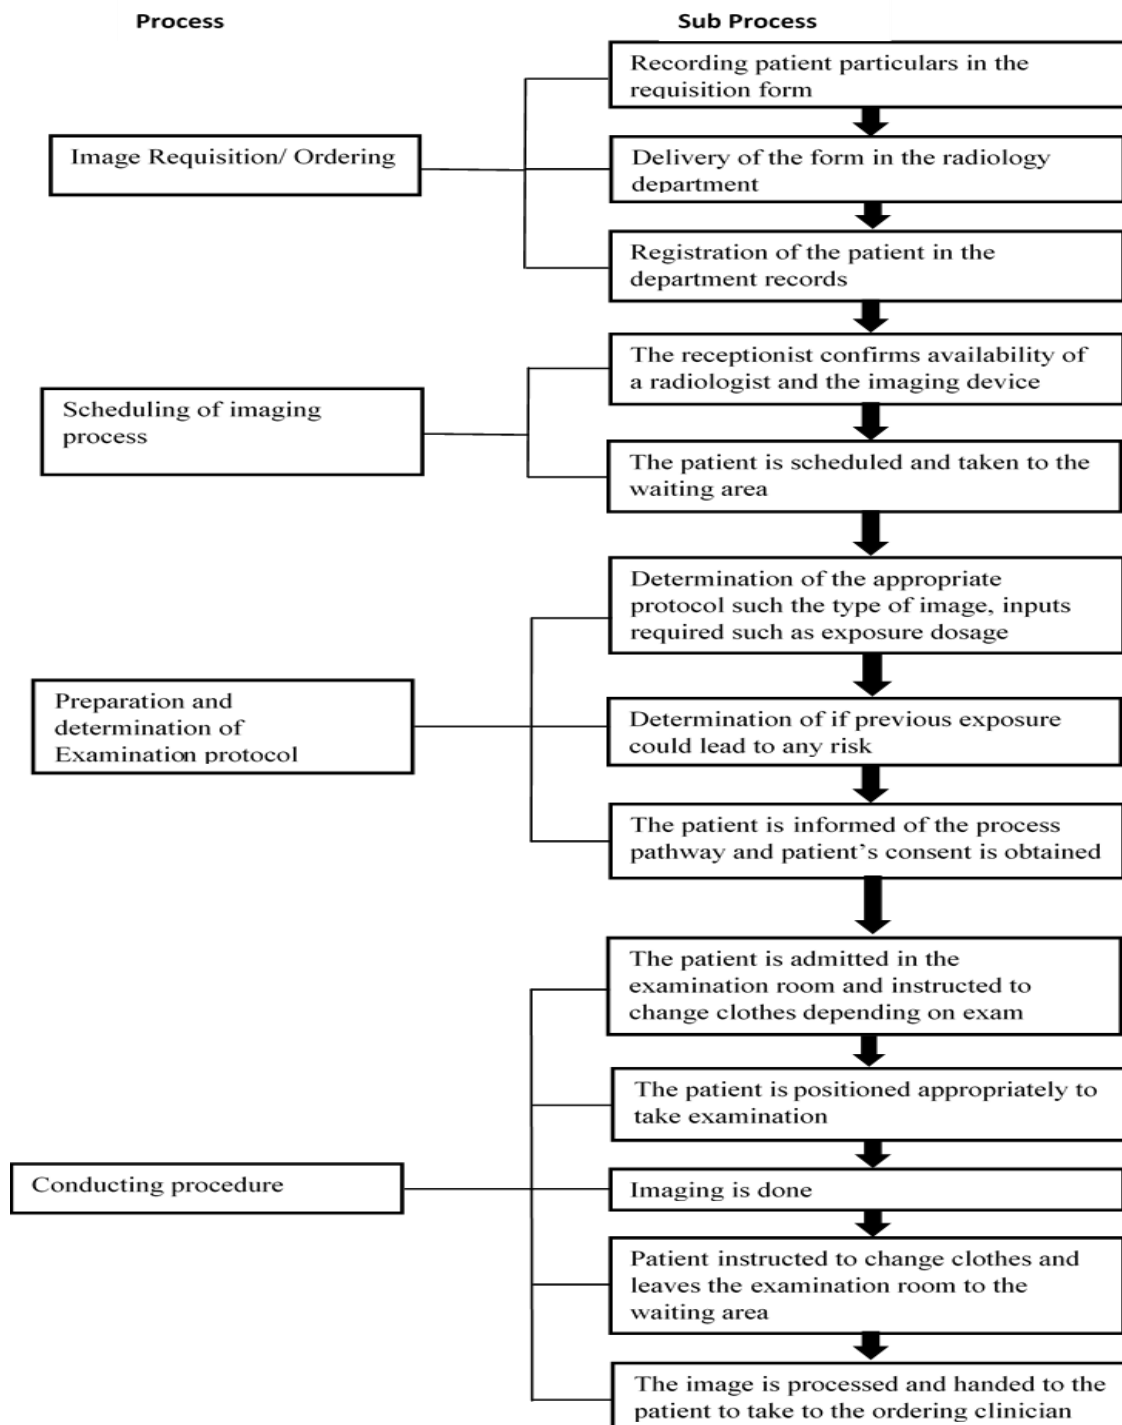 Process
Sub Process
Recording patient particulars in the
requisition form
Image Requisition/ Ordering
Delivery of the form in the radiology
department
Registration of the patient in the
department records
The receptionist confirms availability of
a radiologist and the imaging device
Scheduling of imaging
process
The patient is scheduled and taken to the
waiting area
Determination of the appropriate
protocol such the type of image, inputs
required such as exposure dosage
Preparation and
determination of
Examination protocol
Determination of if previous exposure
could lead to any risk
The patient is informed of the process
pathway and patient’s consent is obtained
The patient is admitted in the
examination room and instructed to
change clothes depending on exam
The patient is positioned appropriately to
take examination
Conducting procedure
Imaging is done
Patient instructed to change clothes and
leaves the examination room to the
waiting area
The image is processed and handed to the
patient to take to the ordering clinician